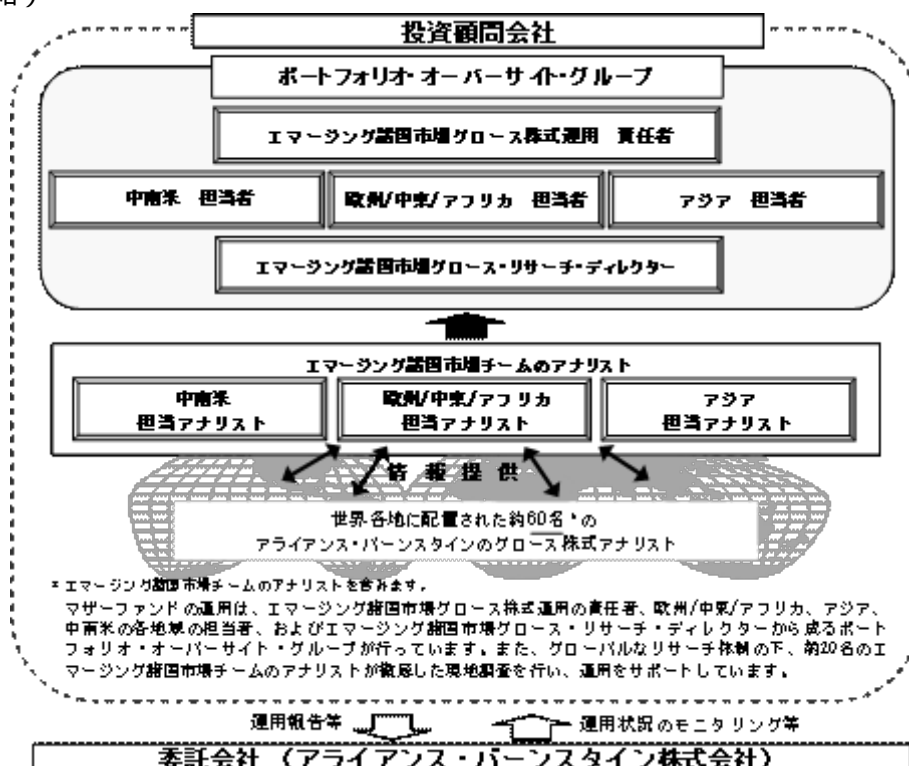 投資顧問会社
ポートフォリオ・オーバーサイト・グループ
エマージング諸国市場グロース株式運用 責任者
中南米 担当者
欧州/中東/アフリカ 担当者
アジア 担当者
エマージング諸国市場グロース・リサーチ・ディレクター
エマージング諸国市場チームのアナリスト
中南米
担当アナリスト
欧州/中東/アフリカ
担当アナリスト
アジア
担当アナリスト
情 報 提 供
世界各地に配置された約60名*の
アライアンス・バーンスタインのグロース株式アナリスト
* エマージング諸国市場チームのアナリストを含みます。
マザーファンドの運用は、エマージング諸国市場グロース株式運用の責任者、欧州/中東/アフリカ、アジア、
中南米の各地域の担当者、およびエマージング諸国市場グロース・リサーチ・ディレクターから成るポート
フォリオ・オーバーサイト・グループが行っています。また、グローバルなリサーチ体制の下、約20名のエ
マージング諸国市場チームのアナリストが徹底した現地調査を行い、運用をサポートしています。
運用報告等
運用状況のモニタリング等
委託会社 (アライアンス・バーンスタイン株式会社)